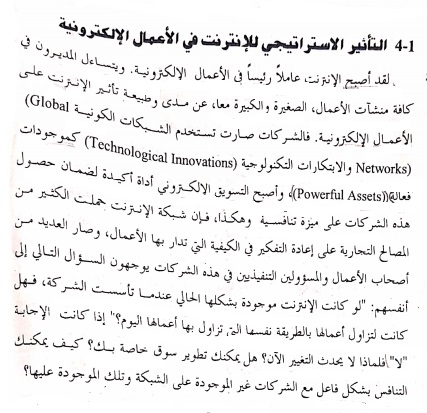 4-1 التأثير الاستراتيجي للإنترنت في الأعمال الإلكترونية
لقد أصبح الإنترنت عاملاً رئيساً في الأعمال الإلكترونية. ويتساءل المديرون في
كافة منشآت الأعمال، الصغيرة والكبيرة معا، عن مدى وطبيعة تأثير الإنترنت على
الأعمال الإلكترونية. فالشركات صارت تستخدم الشبكات الكونية (Global
Networks) والابتكارات التكنولوجية (Technological Innovations) كموجودات
فعالة (Powerful Assets)، وأصبح التسويق الالكتروني أداة أكيدة لضمان حصول
هذه الشركات على ميزة تنافسية وهكذا، فإن شبكة الإنترنت حملت الكثير من
المصالح التجارية على إعادة التفكير في الكيفية التي تدار بها الأعمال، وصار العديد من
أصحاب الأعمال والمسؤولين التنفيذيين في هذه الشركات يوجهون السؤال التالي إلى
أنفسهم: "لو كانت الإنترنت موجودة بشكلها الحالي عندما تأسست الشركة، فهل
كانت لتزاول أعمالها بالطريقة نفسها التي تزاول بها أعمالها اليوم؟" إذا كانت الإجابة
"لا" فلماذا لا يحدث التغيير الآن؟ هل يمكنك تطوير سوق خاصة بك؟ كيف يمكنك
التنافس بشكل فاعل مع الشركات غير الموجودة على الشبكة وتلك الموجودة عليها؟